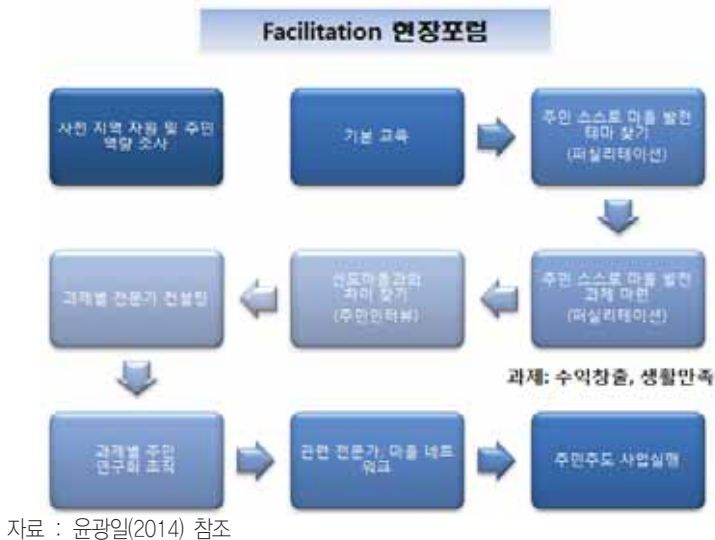 Facilitation 현장포럼
사전 지역 자원 및 주민
역량 조사
기본 교육
주민 스스로 마을 발전
테마 찾기
(퍼실리테이션)
주민 스스로 마을 발전
과제 마련
(퍼실리테이션)
선도마을과의
차이 찾기
(주민인터뷰)
과제별 전문가 컨설팅
과제: 수익창출, 생활만족
과제별 주민
연구회 조직
관련 전문가, 마을 네트
워크
주민주도 사업실행
자료 : 윤광일(2014) 참조